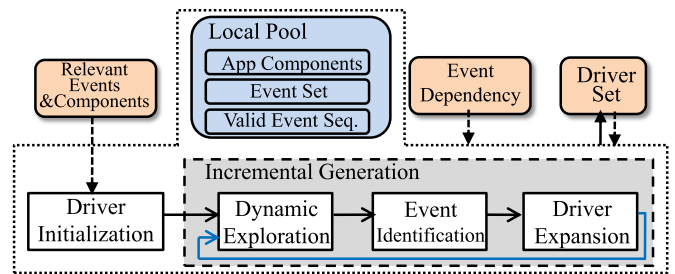 Local Pool
App Components
Event Set
Valid Event Seq.
Relevant
Events
&Components
Event
Dependency
Driver
Set
Incremental Generation
Driver
Initialization
Dynamic
Exploration
Event
Identification
Driver
Expansion